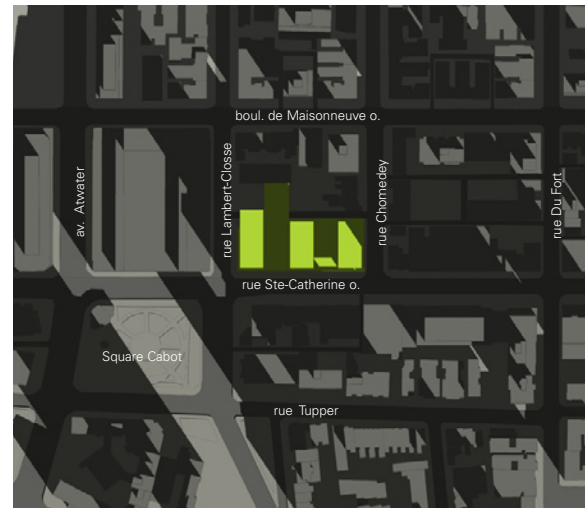 boul. de Maisonneuve o.
av. Atwater
rue Lambert-Closse
rue Chomedey
rue Du Fort
rue Ste-Catherine o.
Square Cabot
rue Tupper